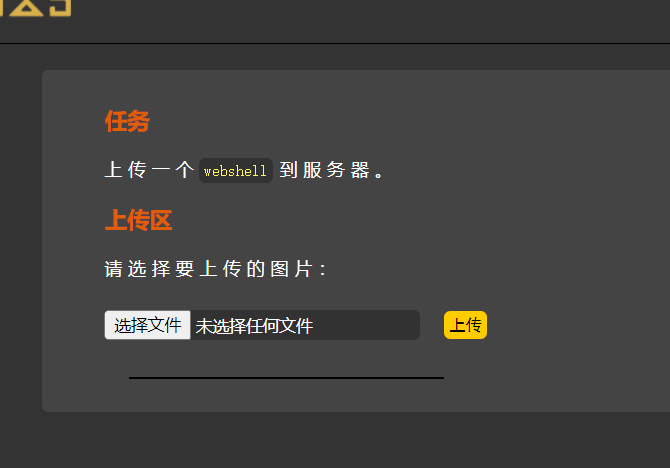 任务
上传一个 webshell 到服务器。
上传区
请选择要上传的图片：
选择文件 未选择任何文件 上传